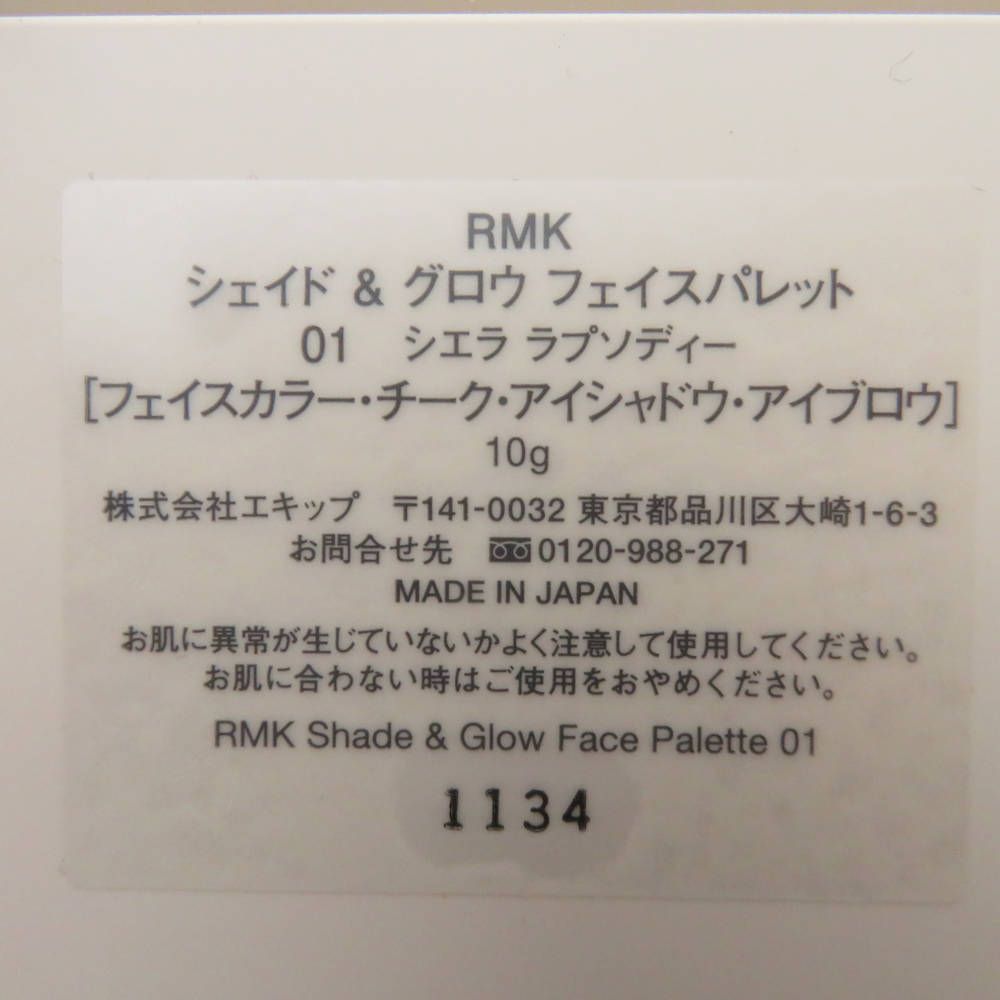 RMK
シェイド & グロウ フェイスパレット
01 シエラ ラプソディー
[フェイスカラー・チーク・アイシャドウ・アイブロウ]
10g
株式会社エキップ 〒141-0032 東京都品川区大崎1-6-3
お問合せ先 0120-988-271
MADE IN JAPAN
お肌に異常が生じていないかよく注意して使用してください。
お肌に合わない時はご使用をおやめください。
RMK Shade & Glow Face Palette 01
1134